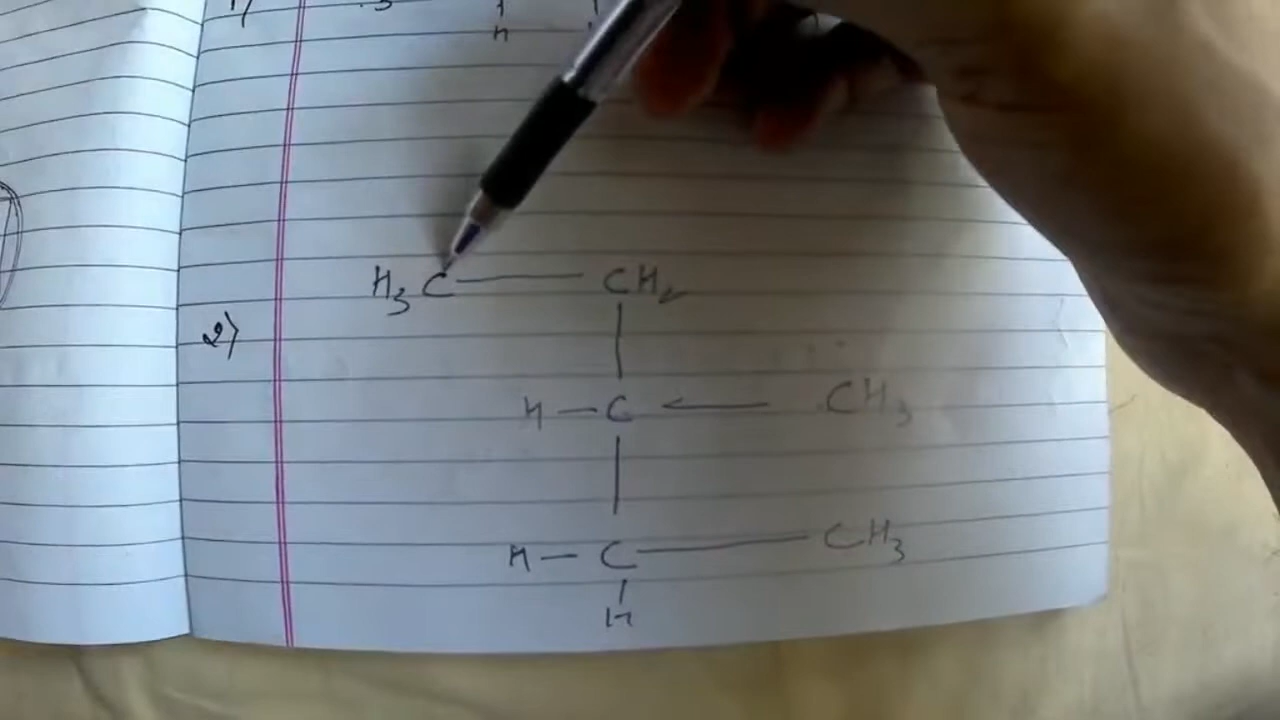 H₃C — CH₂
2)
H — C — CH₃
H — C — CH₃
H